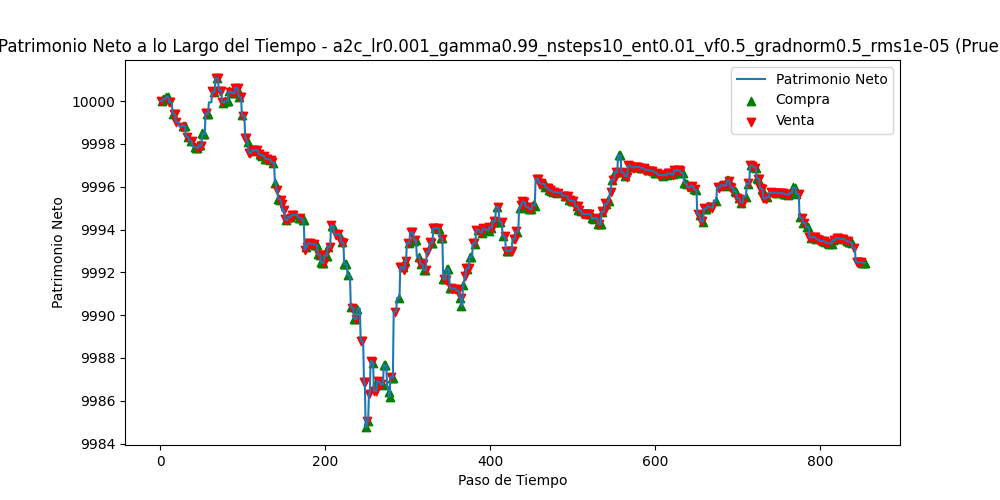 Patrimonio Neto a lo Largo del Tiempo - a2c_lr0.001_gamma0.99_nsteps10_ent0.01_vf0.5_gradnorm0.5_rms1e-05 (Prue
Patrimonio Neto
Compra
Venta
10000
9998
9996
9994
9992
9990
9988
9986
9984
Patrimonio Neto
0 200 400 600 800
Paso de Tiempo